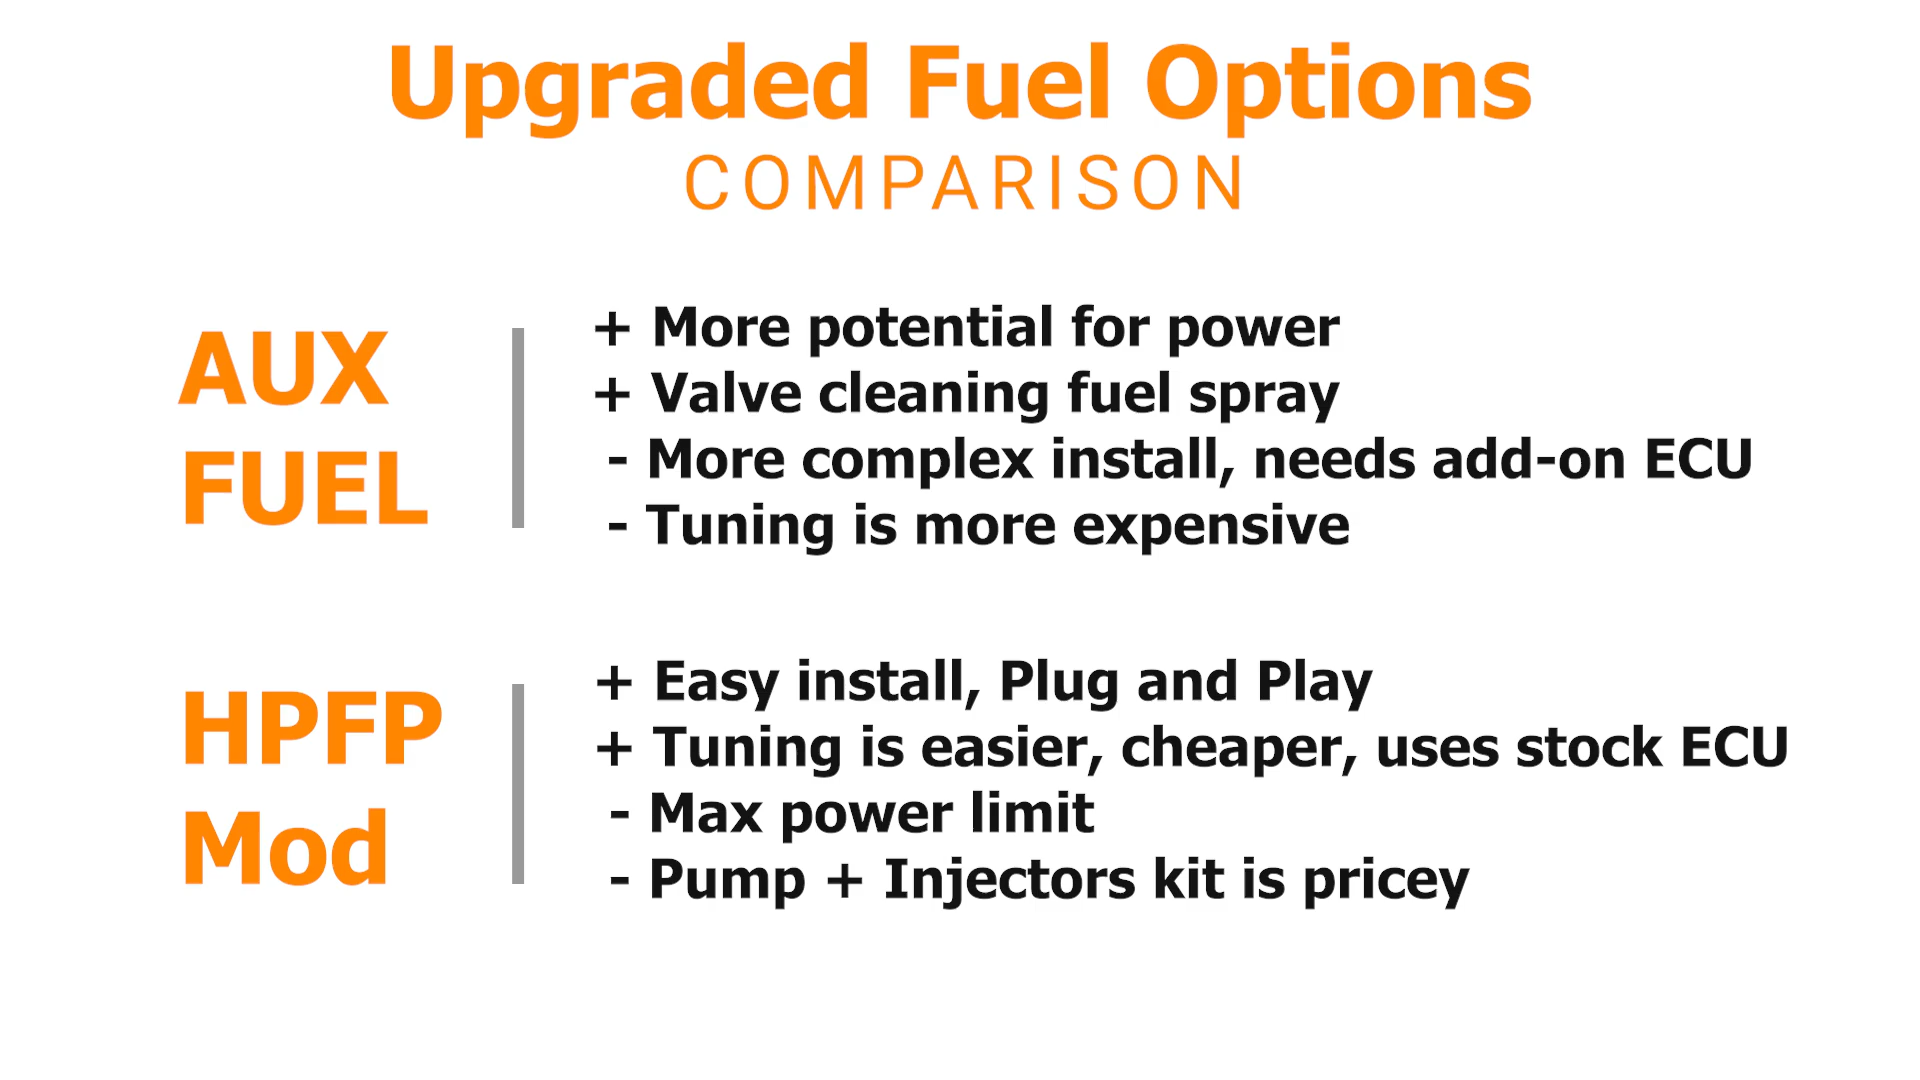 Upgraded Fuel Options
COMPARISON
AUX
FUEL
+ More potential for power
+ Valve cleaning fuel spray
- More complex install, needs add-on ECU
- Tuning is more expensive
HPFP
Mod
+ Easy install, Plug and Play
+ Tuning is easier, cheaper, uses stock ECU
- Max power limit
- Pump + Injectors kit is pricey